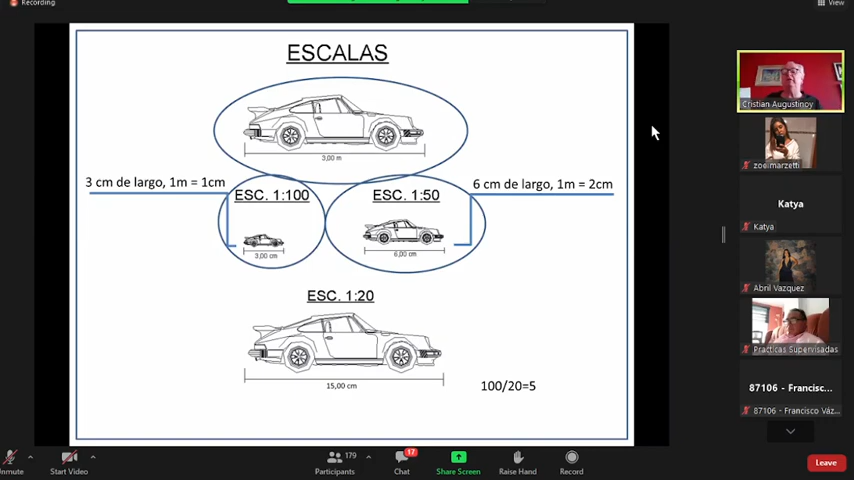 Recording
View
ESCALAS
3,00 m
3 cm de largo, 1m = 1cm
6 cm de largo, 1m = 2cm
ESC. 1:100
ESC. 1:50
3,00 cm
6,00 cm
ESC. 1:20
15,00 cm
100/20=5
Cristian Augustinoy
zoelmarzetti
Katya
Katya
Abril Vazquez
Practicas Supervisadas
87106 - Francisc...
87106 - Francisco Váz...
Unmute
Start Video
179
Participants
17
Chat
Share Screen
Raise Hand
Record
Leave